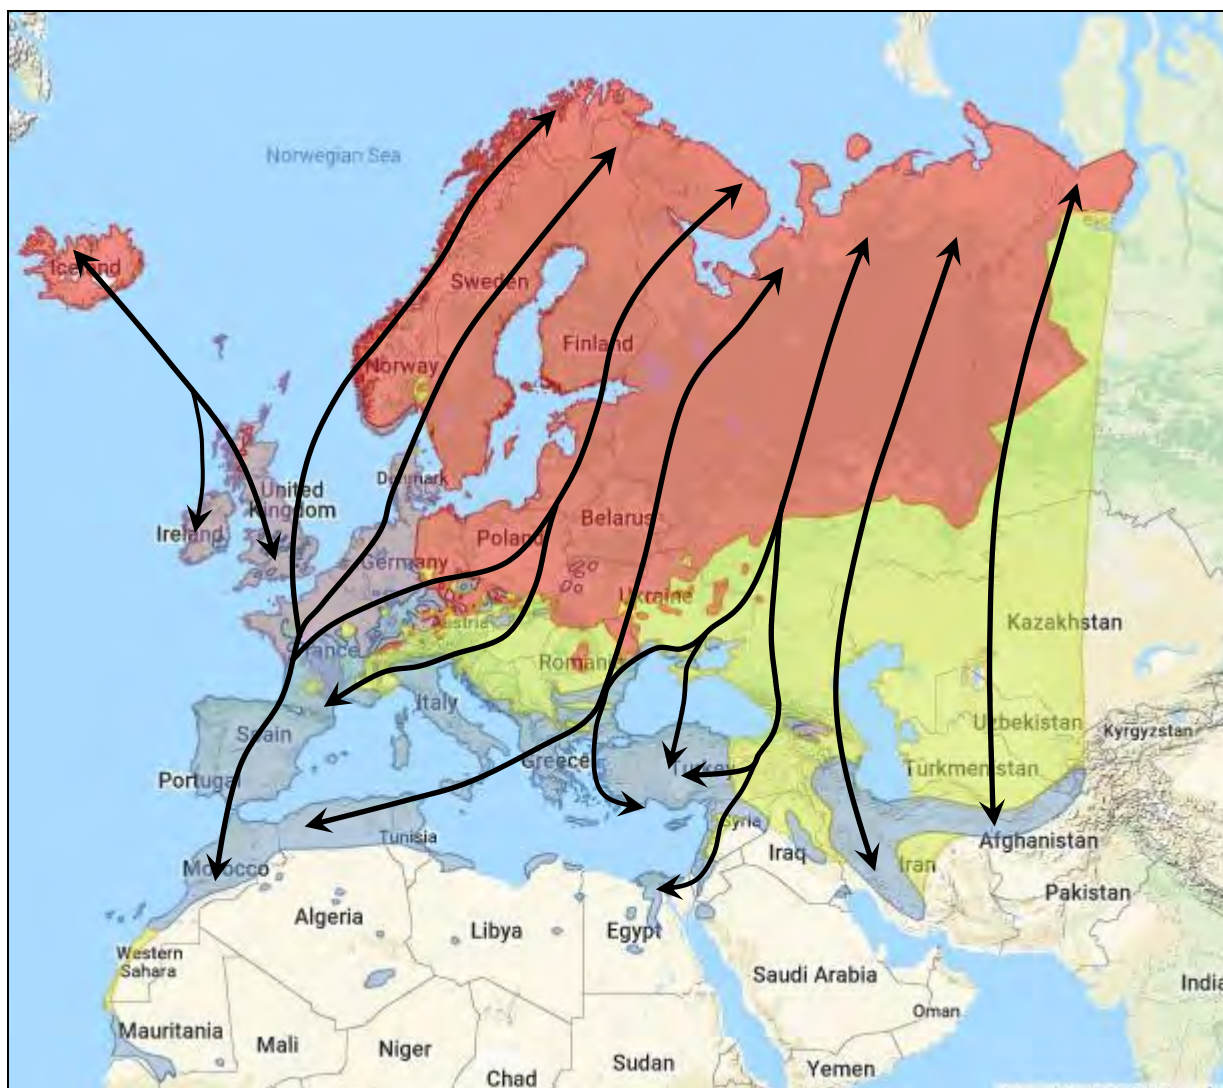 Norwegian Sea
Iceland
Sweden
Finland
Norway
Denmark
United
Kingdom
Ireland
Belarus
Poland
Germany
Ukraine
Austria
France
Kazakhstan
Romania
Italy
Spain
Uzbekistan
Kyrgyzstan
Greece
Turkey
Portugal
Turkmenistan
Syria
Tunisia
Afghanistan
Iraq
Iran
Morocco
Pakistan
Algeria
Libya
Egypt
Western
Sahara
Saudi Arabia
India
Oman
Mauritania
Mali
Niger
Sudan
Yemen
Chad